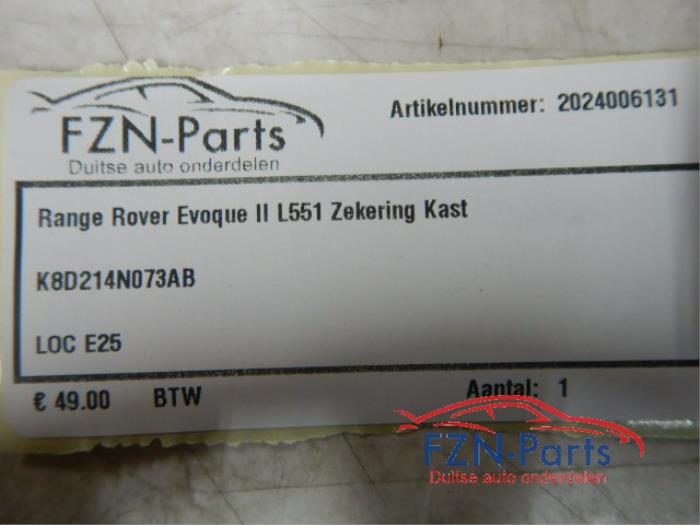 FZN-Parts
Duitse auto onderdelen
Artikelnummer: 2024006131
Range Rover Evoque II L551 Zekering Kast
K8D214N073AB
LOC E25
€ 49.00 BTW Aantal: 1
FZN-Parts
Duitse auto onderdelen